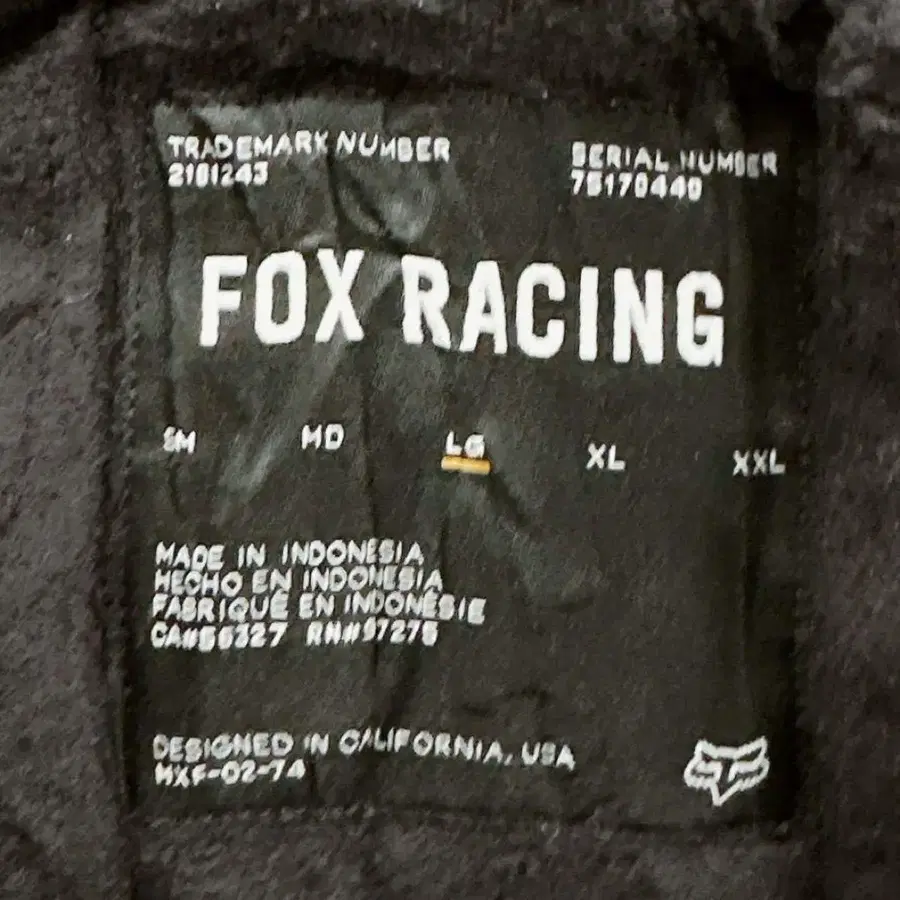 TRADEMARK NUMBER
2181243
SERIAL NUMBER
75170440
FOX RACING
SM MD LG XL XXL
MADE IN INDONESIA
HECHO EN INDONESIA
FABRIQUÉ EN INDONÉSIE
CA#56327 RN#97275
DESIGNED IN CALIFORNIA, USA
MXF-02-74